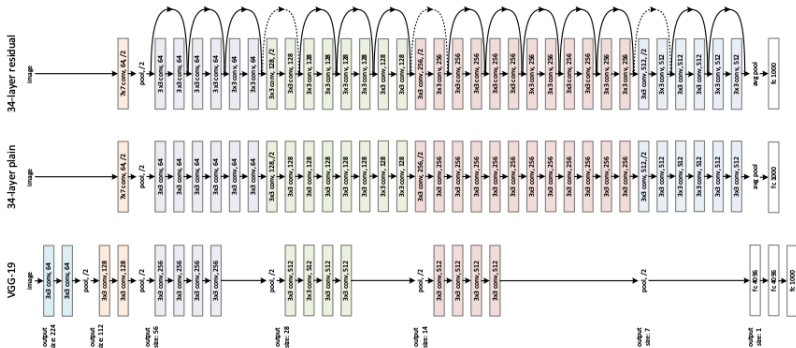 output
size: 224
output
size: 112
output
size: 56
output
size: 28
output
size: 14
output
size: 7
output
size: 1
VGG-19
image
3x3 conv, 64
3x3 conv, 64
pool, /2
3x3 conv, 128
3x3 conv, 128
pool, /2
3x3 conv, 256
3x3 conv, 256
3x3 conv, 256
3x3 conv, 256
pool, /2
3x3 conv, 512
3x3 conv, 512
3x3 conv, 512
3x3 conv, 512
pool, /2
3x3 conv, 512
3x3 conv, 512
3x3 conv, 512
3x3 conv, 512
pool, /2
fc 4096
fc 4096
fc 1000
34-layer plain
image
7x7 conv, 64, /2
pool, /2
3x3 conv, 64
3x3 conv, 64
3x3 conv, 64
3x3 conv, 64
3x3 conv, 64
3x3 conv, 64
3x3 conv, 128, /2
3x3 conv, 128
3x3 conv, 128
3x3 conv, 128
3x3 conv, 128
3x3 conv, 128
3x3 conv, 128
3x3 conv, 128
3x3 conv, 256, /2
3x3 conv, 256
3x3 conv, 256
3x3 conv, 256
3x3 conv, 256
3x3 conv, 256
3x3 conv, 256
3x3 conv, 256
3x3 conv, 256
3x3 conv, 256
3x3 conv, 256
3x3 conv, 256
3x3 conv, 512, /2
3x3 conv, 512
3x3 conv, 512
3x3 conv, 512
3x3 conv, 512
3x3 conv, 512
avg pool
fc 1000
34-layer residual
image
7x7 conv, 64, /2
pool, /2
3x3 conv, 64
3x3 conv, 64
3x3 conv, 64
3x3 conv, 64
3x3 conv, 64
3x3 conv, 64
3x3 conv, 128, /2
3x3 conv, 128
3x3 conv, 128
3x3 conv, 128
3x3 conv, 128
3x3 conv, 128
3x3 conv, 128
3x3 conv, 128
3x3 conv, 256, /2
3x3 conv, 256
3x3 conv, 256
3x3 conv, 256
3x3 conv, 256
3x3 conv, 256
3x3 conv, 256
3x3 conv, 256
3x3 conv, 256
3x3 conv, 256
3x3 conv, 256
3x3 conv, 256
3x3 conv, 512, /2
3x3 conv, 512
3x3 conv, 512
3x3 conv, 512
3x3 conv, 512
3x3 conv, 512
avg pool
fc 1000